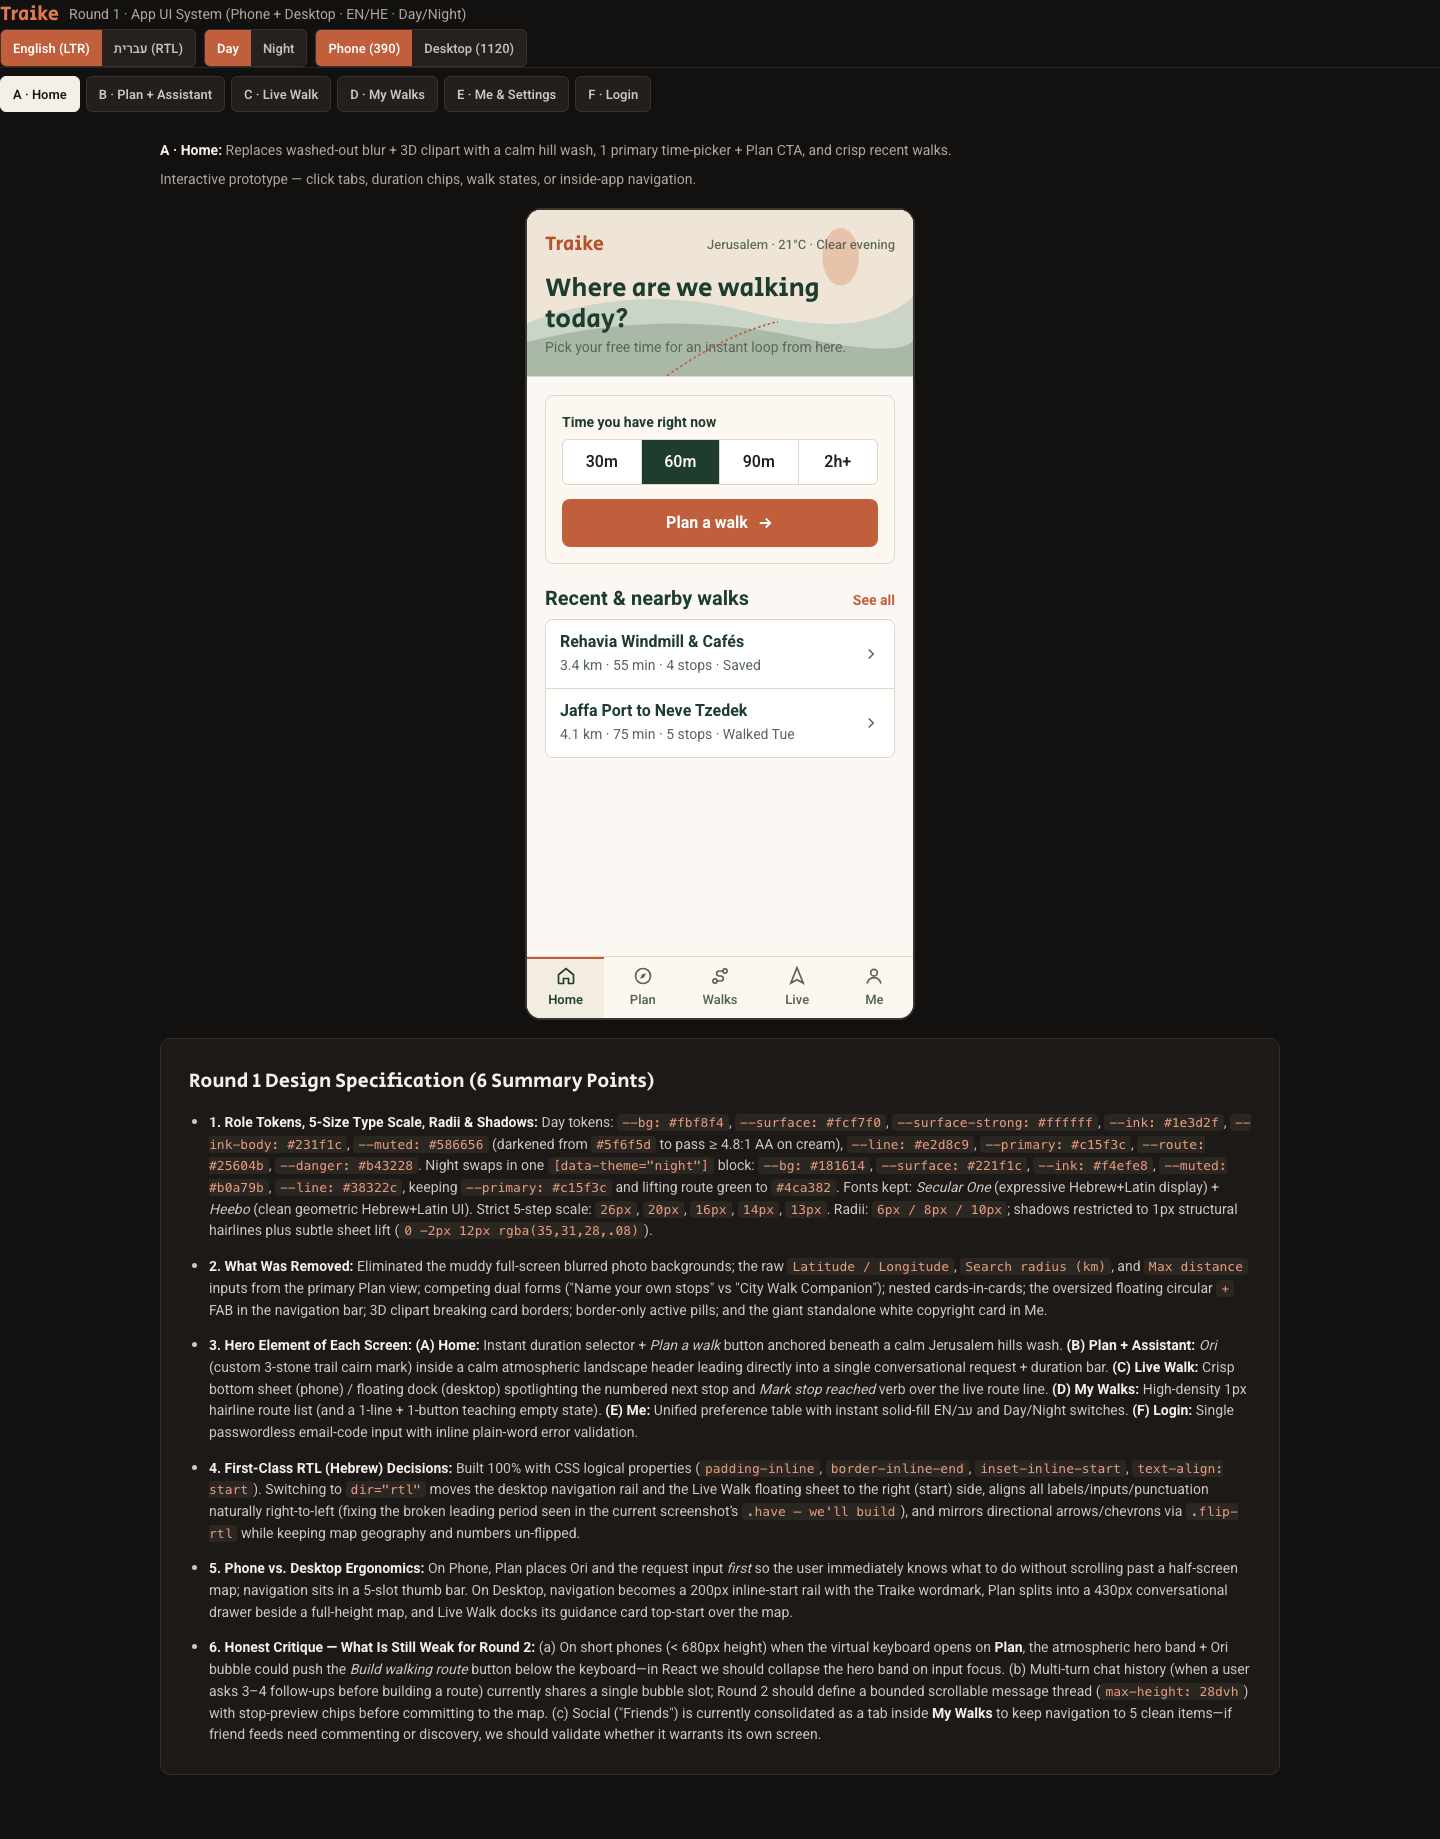 Traike Round 1 · App UI System (Phone + Desktop · EN/HE · Day/Night)
English (LTR) עברית (RTL) Day Night Phone (390) Desktop (1120)
A · Home B · Plan + Assistant C · Live Walk D · My Walks E · Me & Settings F · Login
A · Home: Replaces washed-out blur + 3D clipart with a calm hill wash, 1 primary time-picker + Plan CTA, and crisp recent walks.
Interactive prototype — click tabs, duration chips, walk states, or inside-app navigation.
Traike Jerusalem · 21°C · Clear evening
Where are we walking
today?
Pick your free time for an instant loop from here.
Time you have right now
30m 60m 90m 2h+
Plan a walk →
Recent & nearby walks See all
Rehavia Windmill & Cafés
3.4 km · 55 min · 4 stops · Saved
Jaffa Port to Neve Tzedek
4.1 km · 75 min · 5 stops · Walked Tue
Home Plan Walks Live Me
Round 1 Design Specification (6 Summary Points)
• 1. Role Tokens, 5-Size Type Scale, Radii & Shadows: Day tokens: --bg: #fbf8f4, --surface: #fcf7f0, --surface-strong: #ffffff, --ink: #1e3d2f, --
ink-body: #231f1c, --muted: #586656 (darkened from #5f6f5d to pass ≥ 4.8:1 AA on cream), --line: #e2d8c9, --primary: #c15f3c, --route:
#25604b, --danger: #b43228. Night swaps in one [data-theme="night"] block: --bg: #181614, --surface: #221f1c, --ink: #f4efe8, --muted:
#b0a79b, --line: #38322c, keeping --primary: #c15f3c and lifting route green to #4ca382. Fonts kept: Secular One (expressive Hebrew+Latin display) +
Heebo (clean geometric Hebrew+Latin UI). Strict 5-step scale: 26px, 20px, 16px, 14px, 13px. Radii: 6px / 8px / 10px; shadows restricted to 1px structural
hairlines plus subtle sheet lift (0 -2px 12px rgba(35,31,28,.08)).
• 2. What Was Removed: Eliminated the muddy full-screen blurred photo backgrounds; the raw Latitude / Longitude, Search radius (km), and Max distance
inputs from the primary Plan view; competing dual forms ("Name your own stops" vs "City Walk Companion"); nested cards-in-cards; the oversized floating circular +
FAB in the navigation bar; 3D clipart breaking card borders; border-only active pills; and the giant standalone white copyright card in Me.
• 3. Hero Element of Each Screen: (A) Home: Instant duration selector + Plan a walk button anchored beneath a calm Jerusalem hills wash. (B) Plan + Assistant: Ori
(custom 3-stone trail cairn mark) inside a calm atmospheric landscape header leading directly into a single conversational request + duration bar. (C) Live Walk: Crisp
bottom sheet (phone) / floating dock (desktop) spotlighting the numbered next stop and Mark stop reached verb over the live route line. (D) My Walks: High-density 1px
hairline route list (and a 1-line + 1-button teaching empty state). (E) Me: Unified preference table with instant solid-fill EN/עב and Day/Night switches. (F) Login: Single
passwordless email-code input with inline plain-word error validation.
• 4. First-Class RTL (Hebrew) Decisions: Built 100% with CSS logical properties (padding-inline, border-inline-end, inset-inline-start, text-align:
start). Switching to dir="rtl" moves the desktop navigation rail and the Live Walk floating sheet to the right (start) side, aligns all labels/inputs/punctuation
naturally right-to-left (fixing the broken leading period seen in the current screenshot's .have — we'll build), and mirrors directional arrows/chevrons via .flip-
rtl while keeping map geography and numbers un-flipped.
• 5. Phone vs. Desktop Ergonomics: On Phone, Plan places Ori and the request input first so the user immediately knows what to do without scrolling past a half-screen
map; navigation sits in a 5-slot thumb bar. On Desktop, navigation becomes a 200px inline-start rail with the Traike wordmark, Plan splits into a 430px conversational
drawer beside a full-height map, and Live Walk docks its guidance card top-start over the map.
• 6. Honest Critique — What Is Still Weak for Round 2: (a) On short phones (< 680px height) when the virtual keyboard opens on Plan, the atmospheric hero band + Ori
bubble could push the Build walking route button below the keyboard—in React we should collapse the hero band on input focus. (b) Multi-turn chat history (when a user
asks 3–4 follow-ups before building a route) currently shares a single bubble slot; Round 2 should define a bounded scrollable message thread (max-height: 28dvh)
with stop-preview chips before committing to the map. (c) Social ("Friends") is currently consolidated as a tab inside My Walks to keep navigation to 5 clean items—if
friend feeds need commenting or discovery, we should validate whether it warrants its own screen.